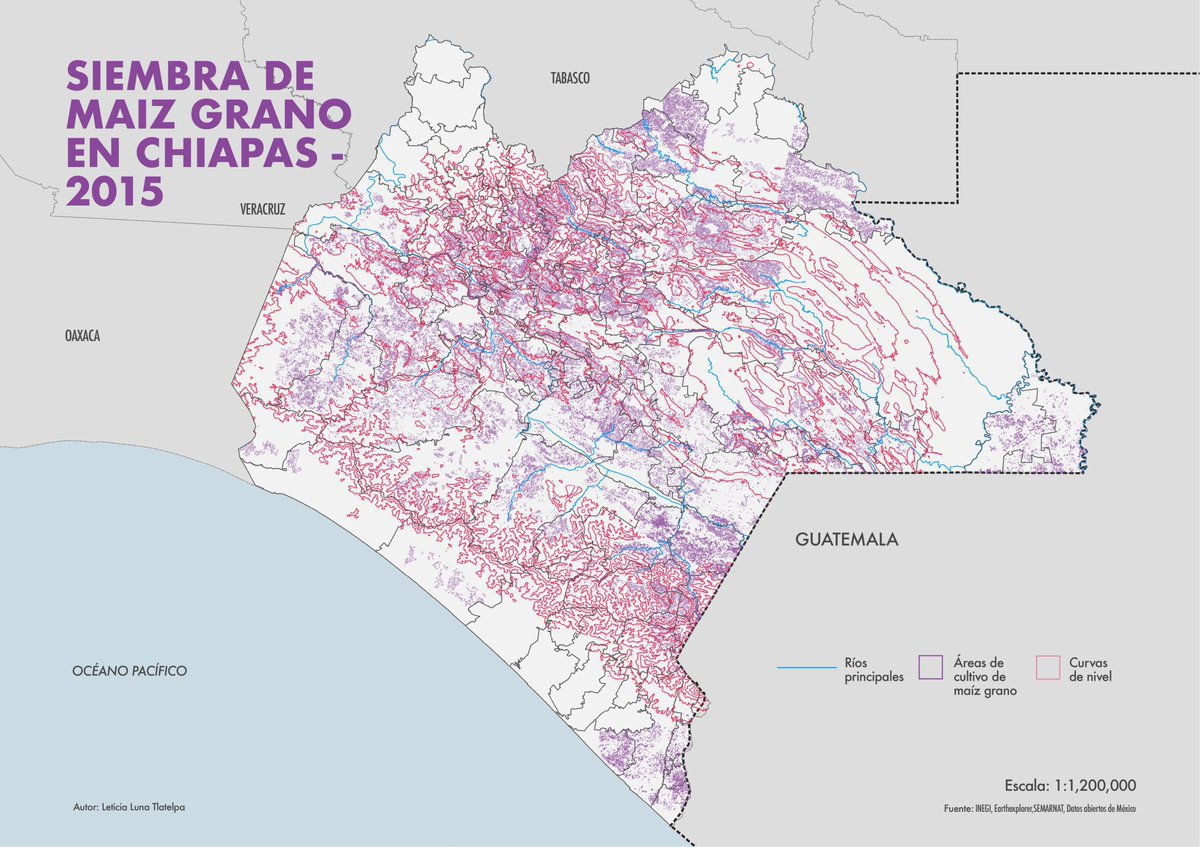 SIEMBRA DE
MAIZ GRANO
EN CHIAPAS -
2015
TABASCO
VERACRUZ
OAXACA
GUATEMALA
OCÉANO PACÍFICO
Ríos
principales
Áreas de
cultivo de
maíz grano
Curvas
de nivel
Escala: 1:1,200,000
Autor: Leticia Luna Tlatelpa
Fuente: INEGI, Earthexplorer,SEMARNAT, Datos abiertos de México